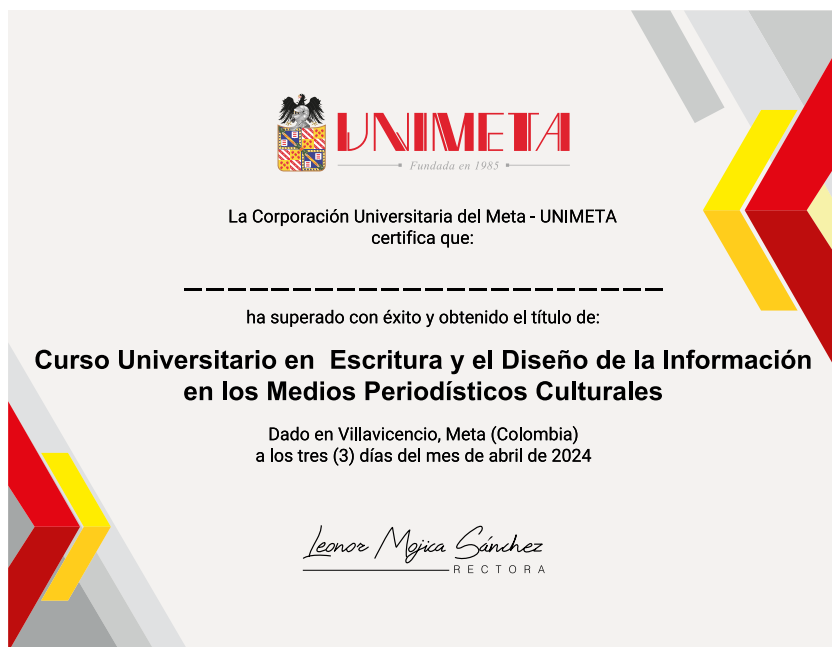 UNIMETA
Fundada en 1985
La Corporación Universitaria del Meta - UNIMETA
certifica que:
ha superado con éxito y obtenido el título de:
Curso Universitario en Escritura y el Diseño de la Información
en los Medios Periodísticos Culturales
Dado en Villavicencio, Meta (Colombia)
a los tres (3) días del mes de abril de 2024
Leonor Mojica Sánchez
RECTORA